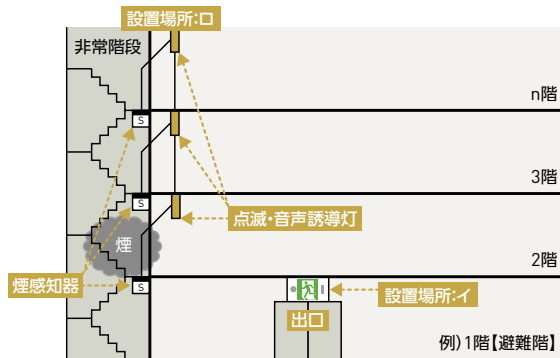 設置場所:ロ
非常階段
n階
S
3階
S
点滅・音声誘導灯
煙
2階
煙感知器
S
設置場所:イ
出口
例)1階【避難階】